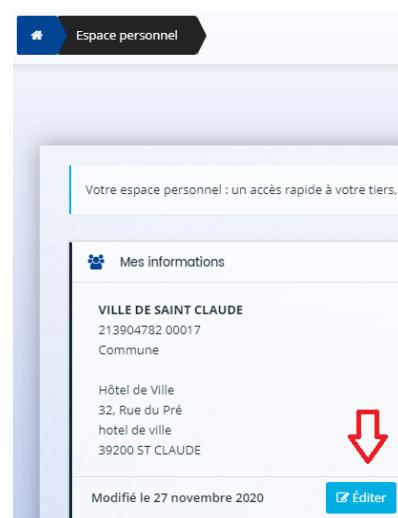 Espace personnel
Votre espace personnel : un accès rapide à votre tiers,
Mes informations
VILLE DE SAINT CLAUDE
213904782 00017
Commune
Hôtel de Ville
32, Rue du Pré
hotel de ville
39200 ST CLAUDE
Modifié le 27 novembre 2020
Éditer